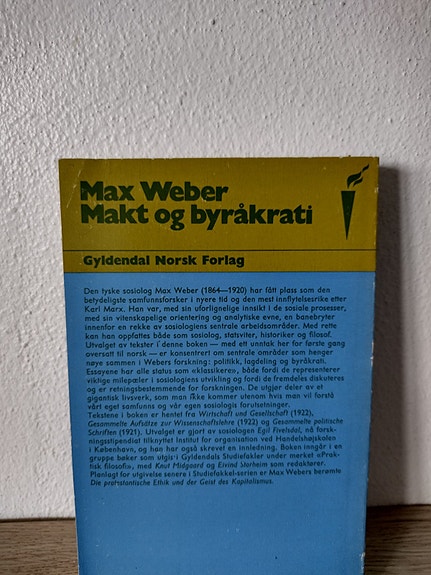 Max Weber
Makt og byråkrati
Gyldendal Norsk Forlag
Den tyske sosiolog Max Weber (1864—1920) har fått plass som den
betydeligste samfunnsforsker i nyere tid og den mest innflytelsesrike etter
Karl Marx. Han var, med sin uforlignelige innsikt i de sosiale prosesser,
med sin vitenskapelige orientering og analytiske evne, en banebryter
innenfor en rekke av sosiologiens sentrale arbeidsområder. Med rette
kan han oppfattes både som sosiolog, statsviter, historiker og filosof.
Utvalget av tekster i denne boken — med ett unntak her for første gang
oversatt til norsk — er konsentrert om sentrale områder som henger
nøye sammen i Webers forskning: politikk, lagdeling og byråkrati.
Essayene har alle status som «klassikere», både fordi de representerer
viktige milepæler i sosiologiens utvikling og fordi de fremdeles diskuteres
og er retningsbestemmende for forskningen. De utgjør deler av et
gigantisk livsverk, som man ikke kommer utenom hvis man vil forstå
vårt eget samfunns og vår egen sosiologis forutsetninger.
Tekstene i boken er hentet fra Wirtschaft und Gesellschaft (1922),
Gesammelte Aufsätze zur Wissenschaftslehre (1922) og Gesammelte politische
Schriften (1921). Utvalget er gjort av sosiologen Egil Fivelsdal, nå forsk-
ningsstipendiat tilknyttet Institut for organisation ved Handelshøjskolen
i København, og han har også skrevet en innledning. Boken inngår i en
gruppe bøker som utgis i Gyldendals Studiefakler under merket «Prak-
tisk filosofi», med Knut Midgaard og Eivind Storheim som redaktører.
Planlagt for utgivelse senere i Studiefakkel-serien er Max Webers berømte
Die protestantische Ethik und der Geist des Kapitalismus.